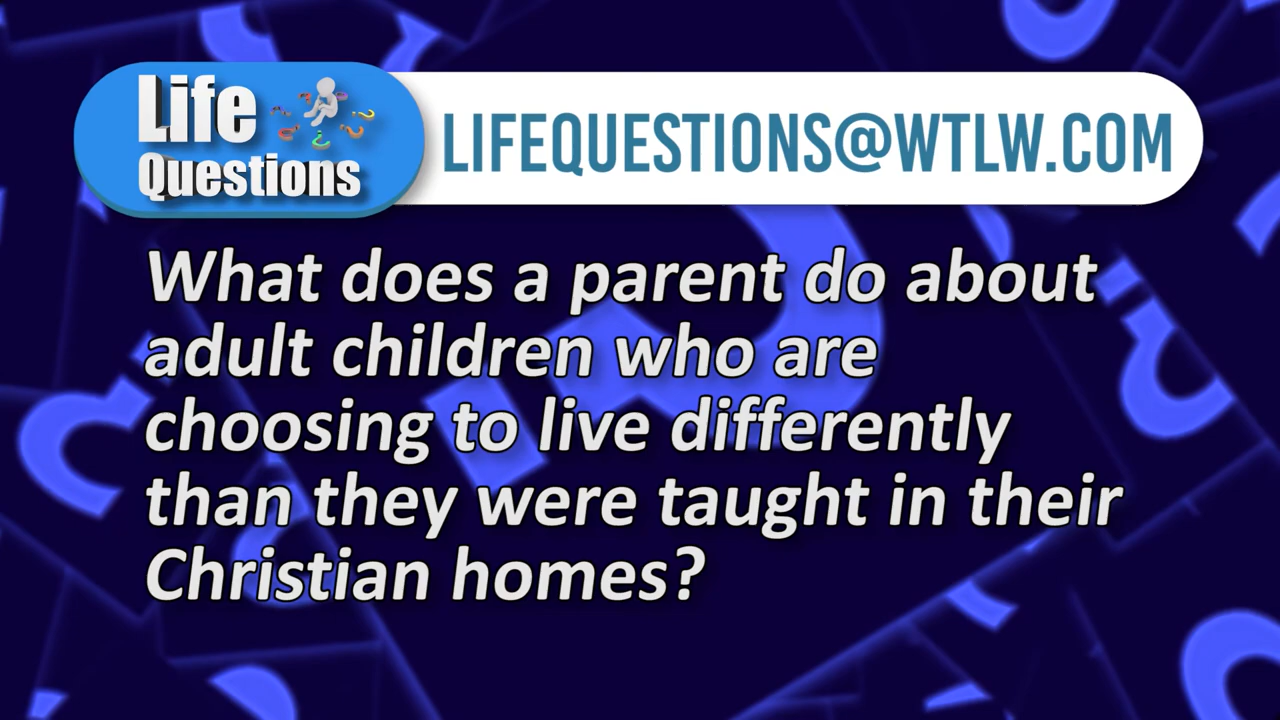 Life
Questions
LIFEQUESTIONS@WTLW.COM
What does a parent do about
adult children who are
choosing to live differently
than they were taught in their
Christian homes?